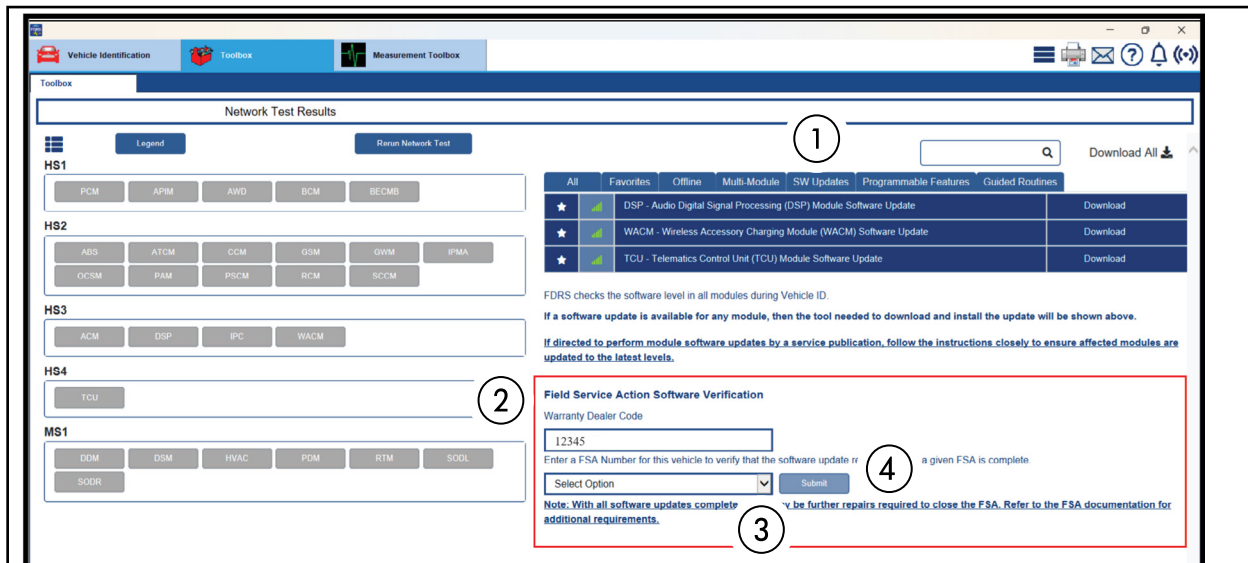 Vehicle Identification
Toolbox
Measurement Toolbox
Toolbox
Network Test Results
Legend
Rerun Network Test
1
Download All
HS1
PCM APIM AWD BCM BECMB
All Favorites Offline Multi-Module SW Updates Programmable Features Guided Routines
DSP - Audio Digital Signal Processing (DSP) Module Software Update Download
WACM - Wireless Accessory Charging Module (WACM) Software Update Download
TCU - Telematics Control Unit (TCU) Module Software Update Download
HS2
ABS ATCM CCM GSM GWM IPMA
OCSM PAM PSCM RCM SCCM
FDRS checks the software level in all modules during Vehicle ID.
If a software update is available for any module, then the tool needed to download and install the update will be shown above.
If directed to perform module software updates by a service publication, follow the instructions closely to ensure affected modules are
updated to the latest levels.
HS3
ACM DSP IPC WACM
HS4
TCU
2
MS1
DDM DSM HVAC PDM RTM SODL
SODR
Field Service Action Software Verification
Warranty Dealer Code
12345
Enter a FSA Number for this vehicle to verify that the software update re a given FSA is complete
4
Select Option
Submit
Note: With all software updates complete y be further repairs required to close the FSA. Refer to the FSA documentation for
additional requirements.
3